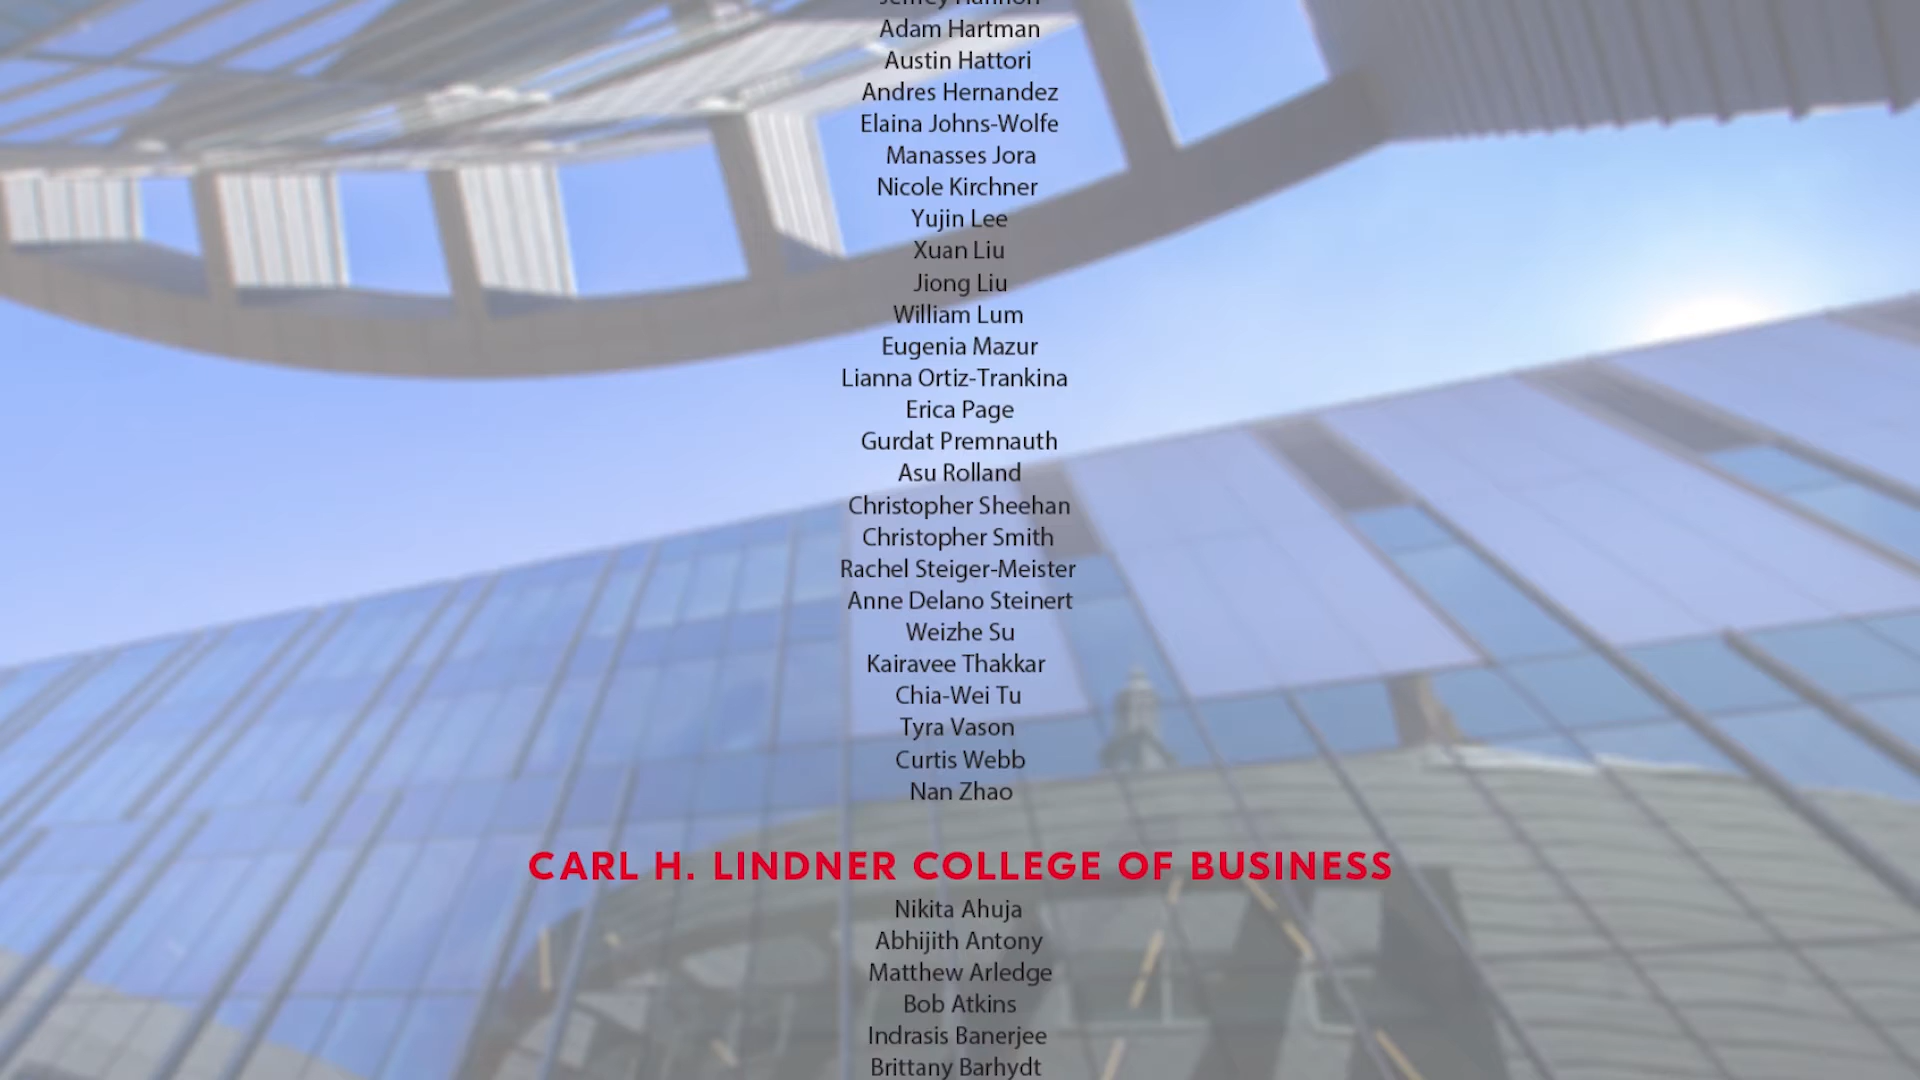 Adam Hartman
Austin Hattori
Andres Hernandez
Elaina Johns-Wolfe
Manasses Jora
Nicole Kirchner
Yujin Lee
Xuan Liu
Jiong Liu
William Lum
Eugenia Mazur
Lianna Ortiz-Trankina
Erica Page
Gurdat Premnauth
Asu Rolland
Christopher Sheehan
Christopher Smith
Rachel Steiger-Meister
Anne Delano Steinert
Weizhe Su
Kairavee Thakkar
Chia-Wei Tu
Tyra Vason
Curtis Webb
Nan Zhao
CARL H. LINDNER COLLEGE OF BUSINESS
Nikita Ahuja
Abhijith Antony
Matthew Arledge
Bob Atkins
Indrasis Banerjee
Brittany Barhydt